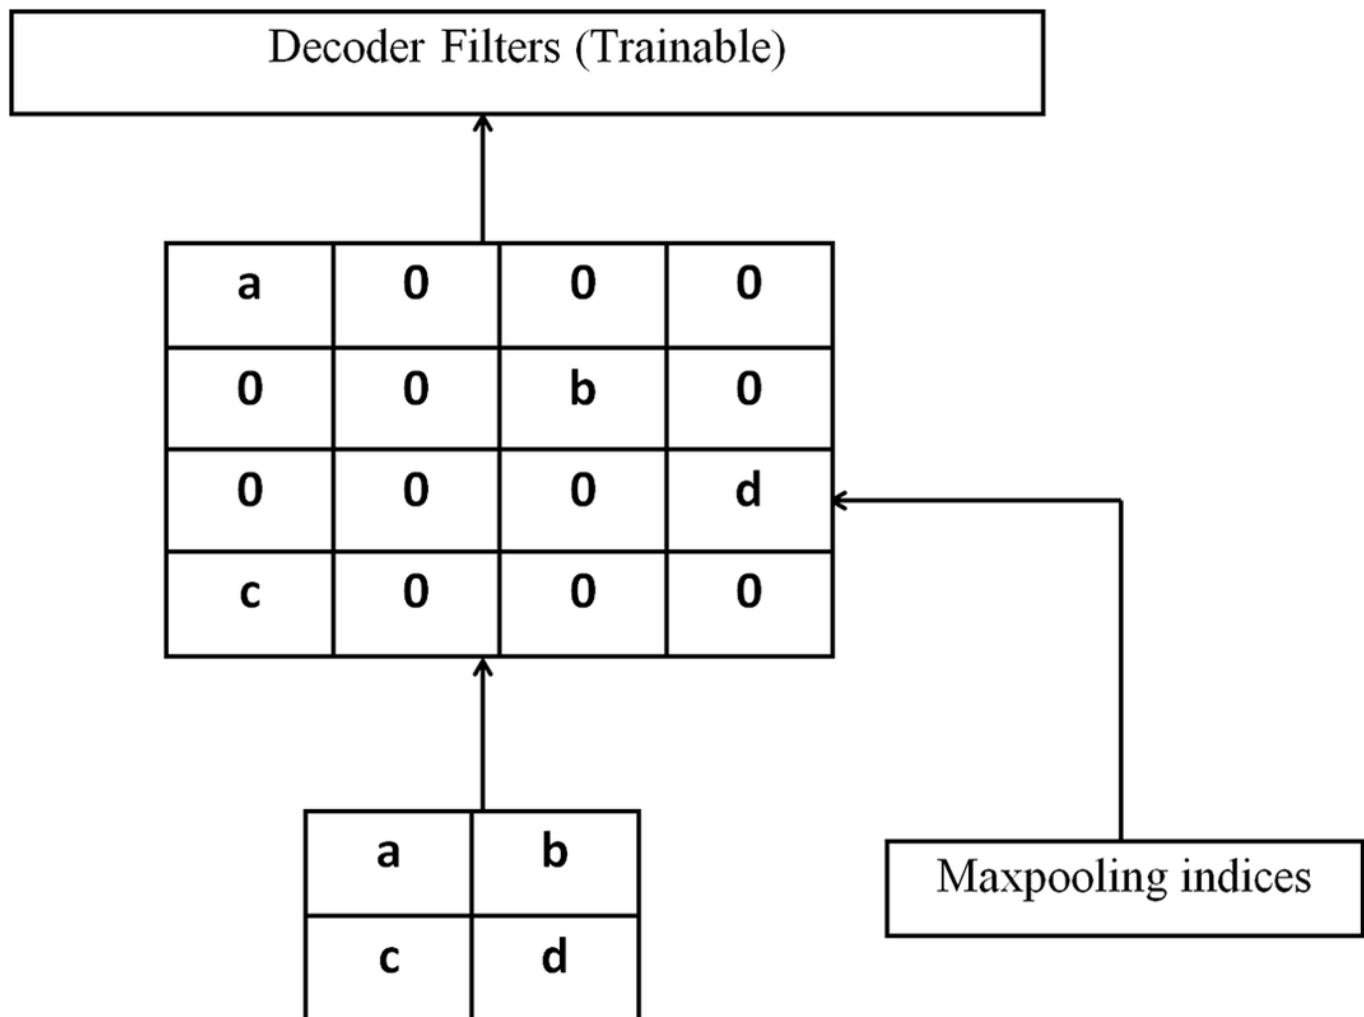 Decoder Filters (Trainable)
a 0 0 0
0 0 b 0
0 0 0 d
c 0 0 0
a b
c d
Maxpooling indices